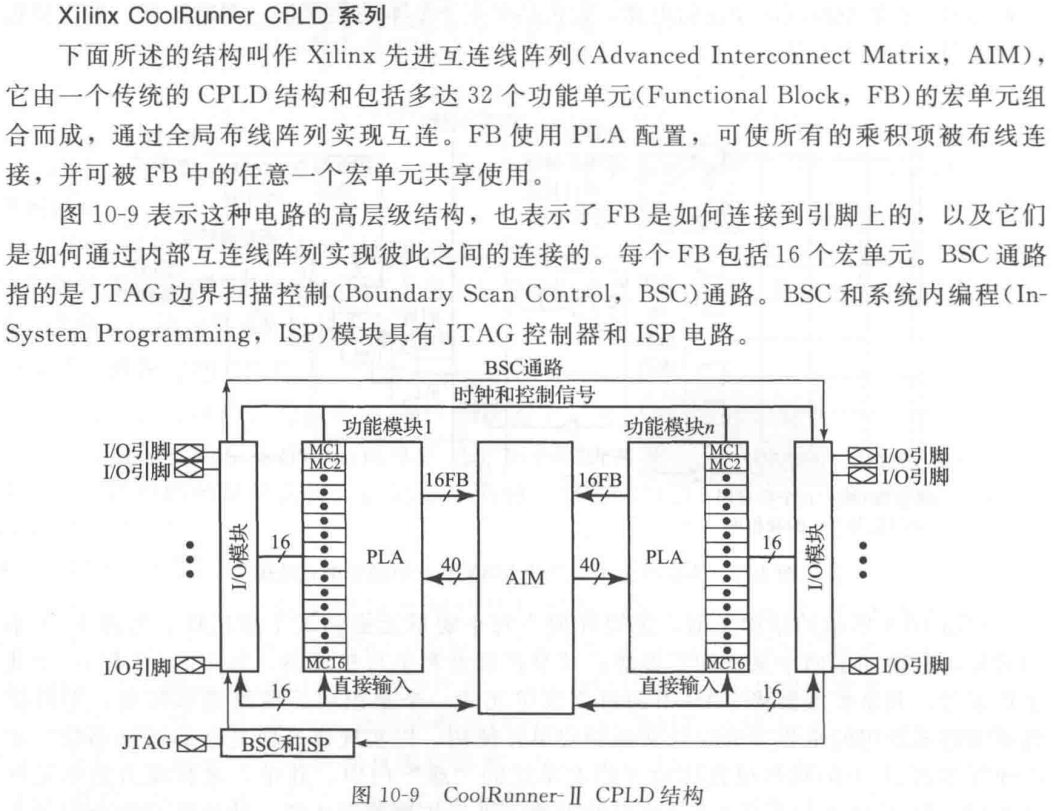 Xilinx CoolRunner CPLD 系列
下面所述的结构叫作 Xilinx 先进互连线阵列(Advanced Interconnect Matrix，AIM)，
它由一个传统的 CPLD 结构和包括多达 32 个功能单元(Functional Block，FB)的宏单元组
合而成，通过全局布线阵列实现互连。FB 使用 PLA 配置，可使所有的乘积项被布线连
接，并可被 FB 中的任意一个宏单元共享使用。
图 10-9 表示这种电路的高层级结构，也表示了 FB 是如何连接到引脚上的，以及它们
是如何通过内部互连线阵列实现彼此之间的连接的。每个 FB 包括 16 个宏单元。BSC 通路
指的是 JTAG 边界扫描控制(Boundary Scan Control，BSC)通路。BSC 和系统内编程(In-
System Programming，ISP)模块具有 JTAG 控制器和 ISP 电路。
BSC通路
时钟和控制信号
功能模块1 功能模块n
I/O引脚 MC1 MC1 I/O引脚
I/O引脚 MC2 MC2 I/O引脚
16FB 16FB
I/O模块 16 PLA 40 AIM 40 PLA 16 I/O模块
I/O引脚 MC16 MC16 I/O引脚
直接输入 直接输入
16 16
JTAG BSC和ISP
图 10-9 CoolRunner-Ⅱ CPLD 结构